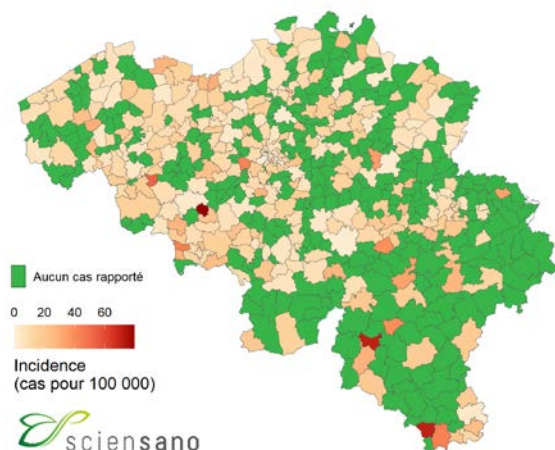 Aucun cas rapporté
0 20 40 60
Incidence
(cas pour 100 000)
sciensano